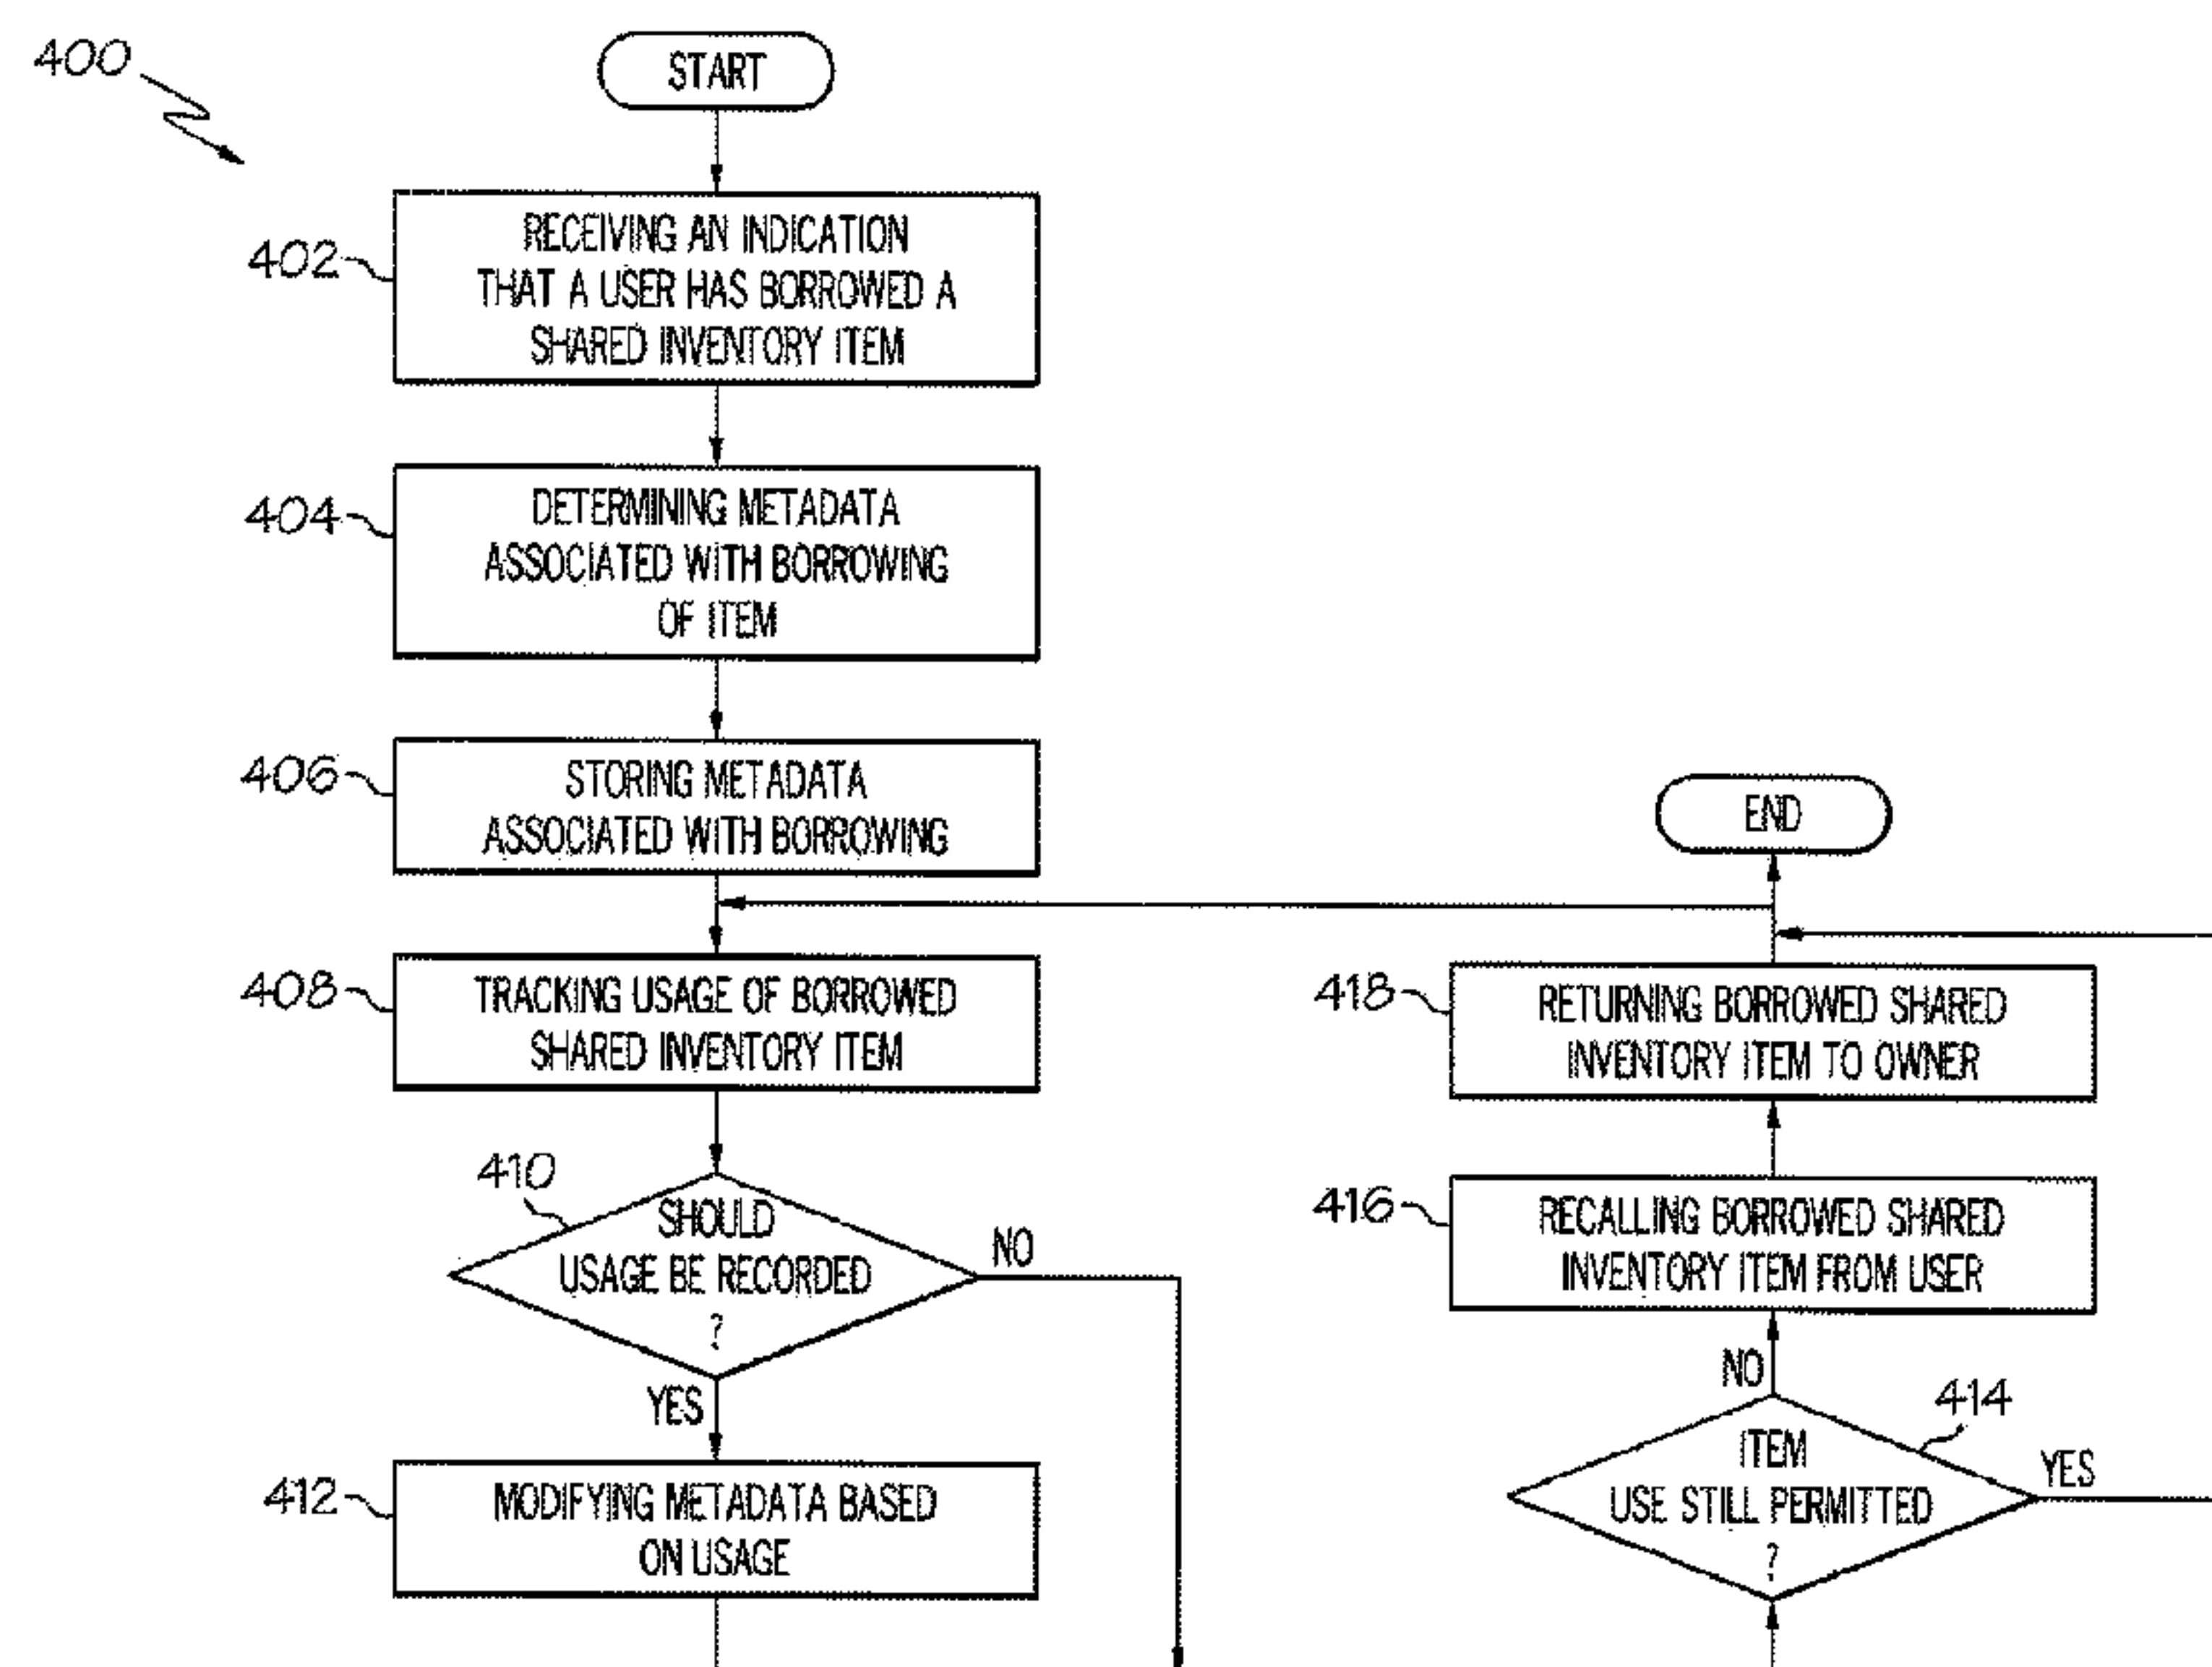 400
START
402
RECEIVING AN INDICATION
THAT A USER HAS BORROWED A
SHARED INVENTORY ITEM
404
DETERMINING METADATA
ASSOCIATED WITH BORROWING
OF ITEM
406
STORING METADATA
ASSOCIATED WITH BORROWING
408
TRACKING USAGE OF BORROWED
SHARED INVENTORY ITEM
410
SHOULD
USAGE BE RECORDED
?
NO
YES
412
MODIFYING METADATA BASED
ON USAGE
END
418
RETURNING BORROWED SHARED
INVENTORY ITEM TO OWNER
416
RECALLING BORROWED SHARED
INVENTORY ITEM FROM USER
NO
414
ITEM
USE STILL PERMITTED
?
YES